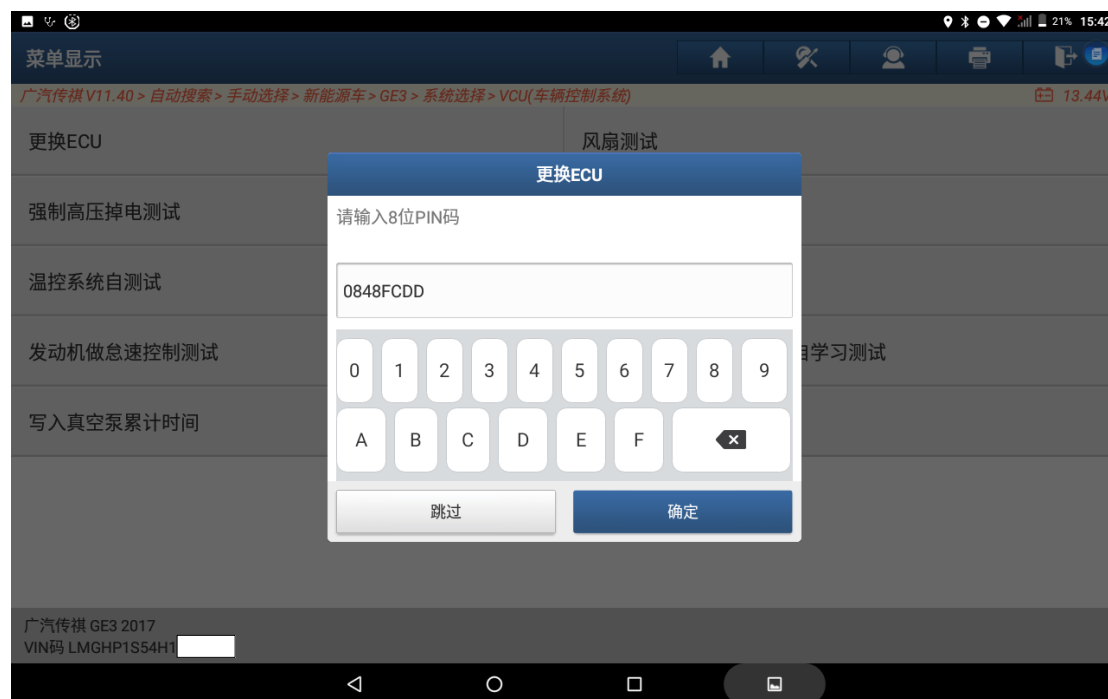 21% 15:42
菜单显示
广汽传祺 V11.40 > 自动搜索 > 手动选择 > 新能源车 > GE3 > 系统选择 > VCU(车辆控制系统)
13.44V
更换ECU
风扇测试
强制高压掉电测试
温控系统自测试
发动机做怠速控制测试
自学习测试
写入真空泵累计时间
更换ECU
请输入8位PIN码
0848FCDD
0 1 2 3 4 5 6 7 8 9
A B C D E F
跳过
确定
广汽传祺 GE3 2017
VIN码 LMGHP1S54H1